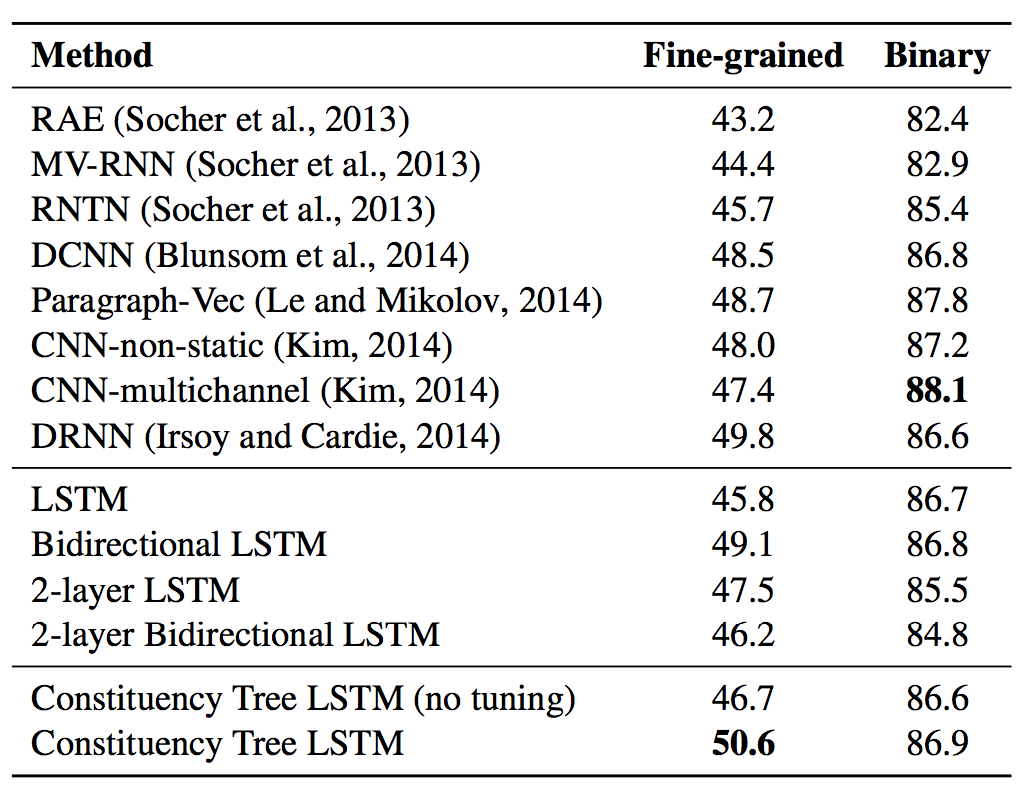 Method Fine-grained Binary
RAE (Socher et al., 2013) 43.2 82.4
MV-RNN (Socher et al., 2013) 44.4 82.9
RNTN (Socher et al., 2013) 45.7 85.4
DCNN (Blunsom et al., 2014) 48.5 86.8
Paragraph-Vec (Le and Mikolov, 2014) 48.7 87.8
CNN-non-static (Kim, 2014) 48.0 87.2
CNN-multichannel (Kim, 2014) 47.4 88.1
DRNN (Irsoy and Cardie, 2014) 49.8 86.6
LSTM 45.8 86.7
Bidirectional LSTM 49.1 86.8
2-layer LSTM 47.5 85.5
2-layer Bidirectional LSTM 46.2 84.8
Constituency Tree LSTM (no tuning) 46.7 86.6
Constituency Tree LSTM 50.6 86.9